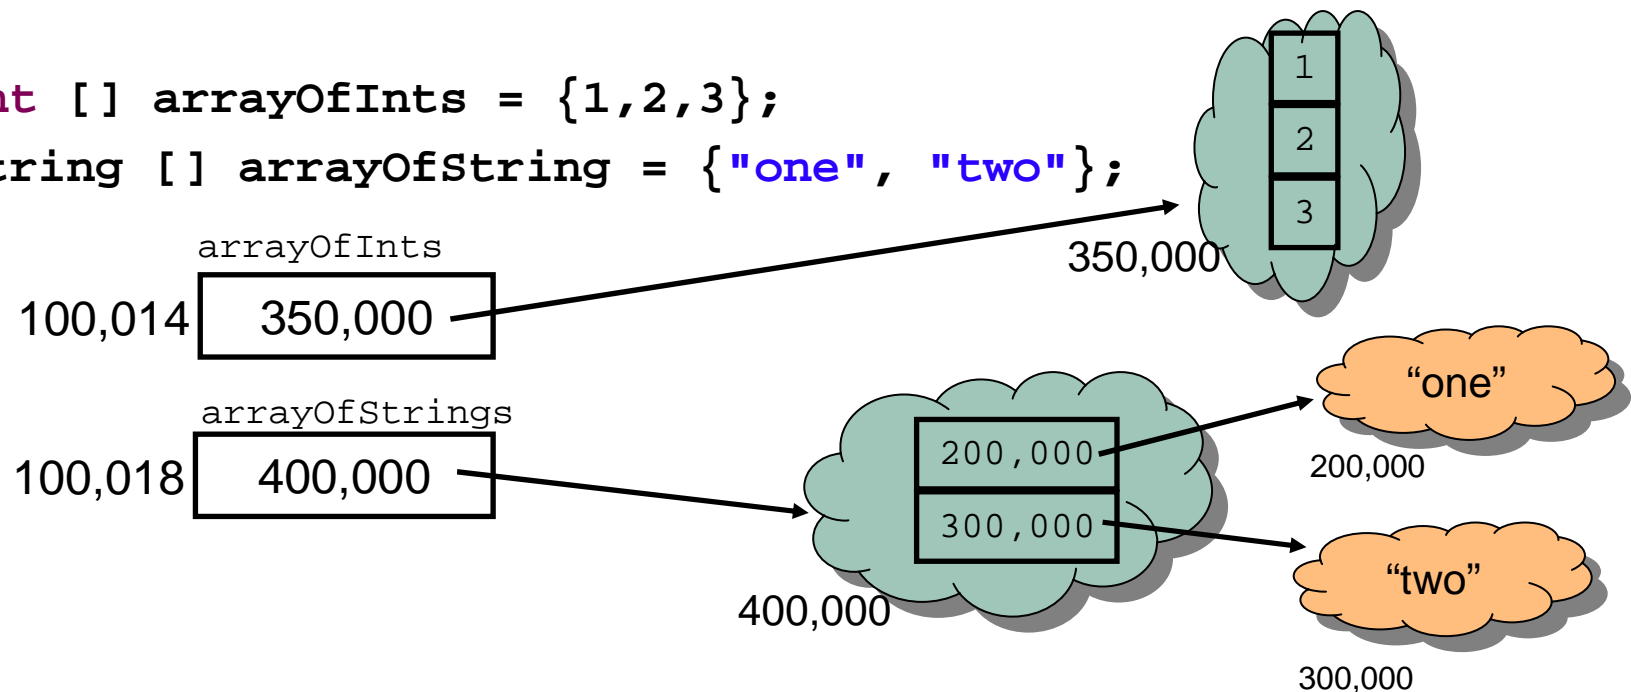 nt [] arrayOfInts = {1,2,3};
tring [] arrayOfString = {"one", "two"};
1
2
3
350,000
arrayOfInts
100,014 350,000
arrayOfStrings
100,018 400,000
200,000
300,000
400,000
“one”
200,000
“two”
300,000